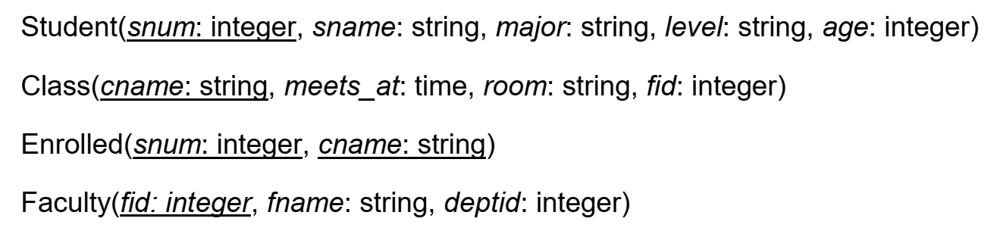 Student(snum: integer, sname: string, major: string, level: string, age: integer)
Class(cname: string, meets_at: time, room: string, fid: integer)
Enrolled(snum: integer, cname: string)
Faculty(fid: integer, fname: string, deptid: integer)